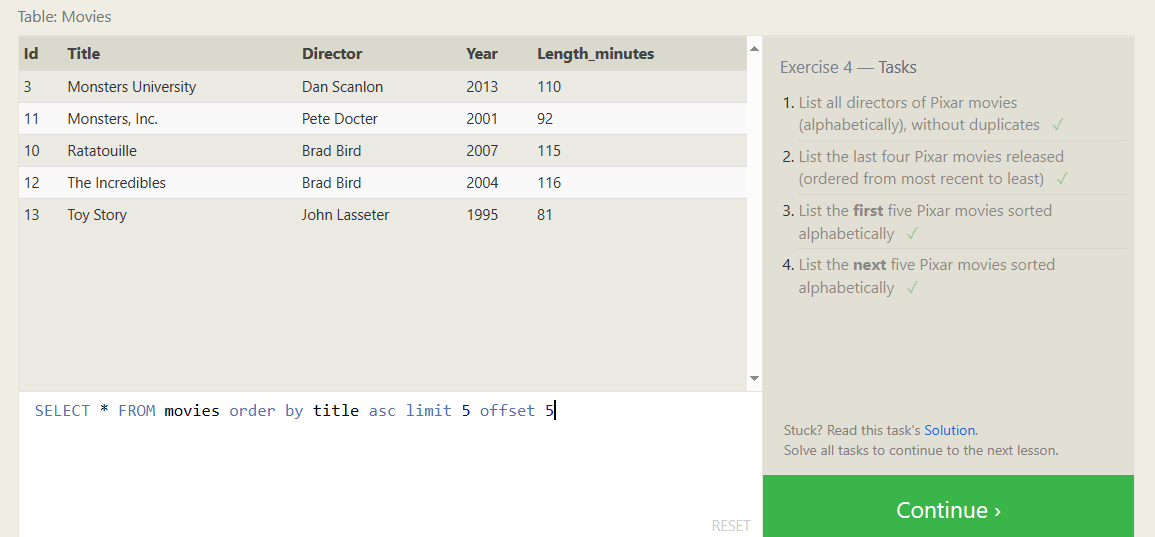 Table: Movies
Id Title Director Year Length_minutes
3 Monsters University Dan Scanlon 2013 110
11 Monsters, Inc. Pete Docter 2001 92
10 Ratatouille Brad Bird 2007 115
12 The Incredibles Brad Bird 2004 116
13 Toy Story John Lasseter 1995 81
SELECT * FROM movies order by title asc limit 5 offset 5
RESET
Exercise 4 — Tasks
1. List all directors of Pixar movies
(alphabetically), without duplicates ✓
2. List the last four Pixar movies released
(ordered from most recent to least) ✓
3. List the first five Pixar movies sorted
alphabetically ✓
4. List the next five Pixar movies sorted
alphabetically ✓
Stuck? Read this task's Solution.
Solve all tasks to continue to the next lesson.
Continue ›